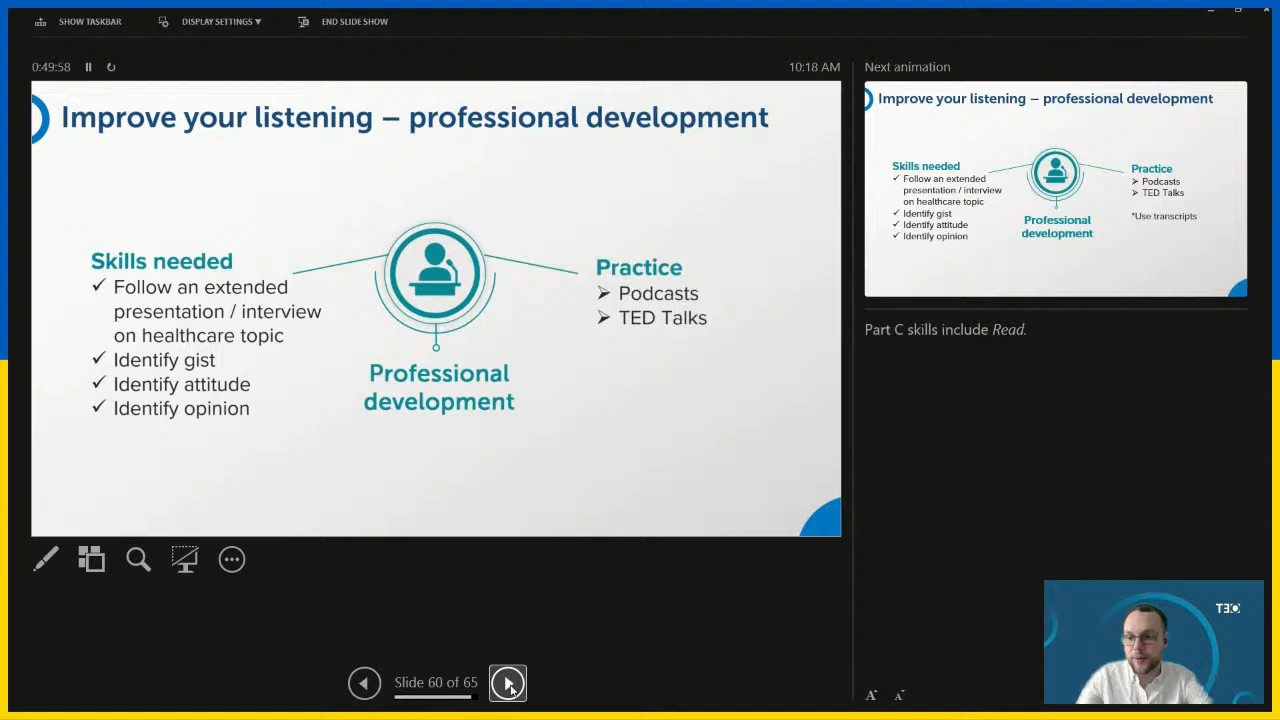 SHOW TASKBAR
DISPLAY SETTINGS ▼
END SLIDE SHOW
0:49:58
10:18 AM
Improve your listening – professional development
Skills needed
✓ Follow an extended
presentation / interview
on healthcare topic
✓ Identify gist
✓ Identify attitude
✓ Identify opinion
Professional
development
Practice
➢ Podcasts
➢ TED Talks
Slide 60 of 65
Next animation
Improve your listening – professional development
Skills needed
✓ Follow an extended
presentation / interview
on healthcare topic
✓ Identify gist
✓ Identify attitude
✓ Identify opinion
Professional
development
Practice
➢ Podcasts
➢ TED Talks
*Use transcripts
Part C skills include Read.
A A